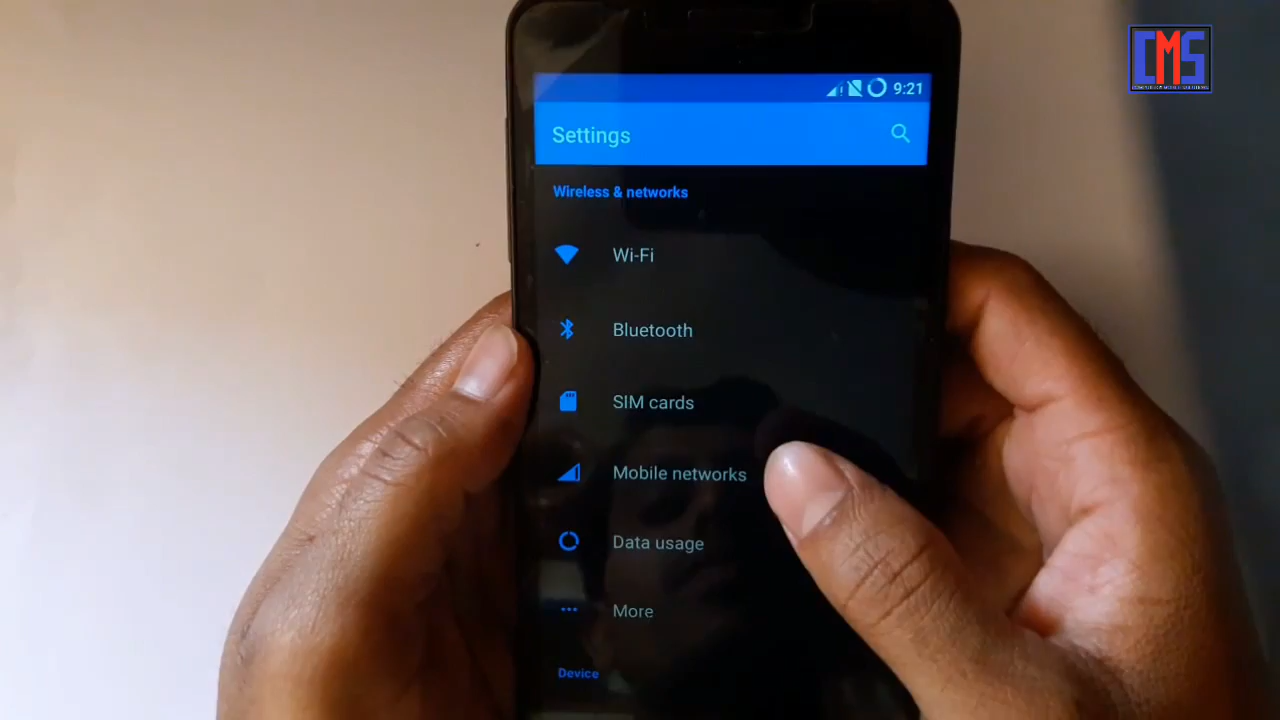 CMS
9:21
Settings
Wireless & networks
Wi-Fi
Bluetooth
SIM cards
Mobile networks
Data usage
More
Device